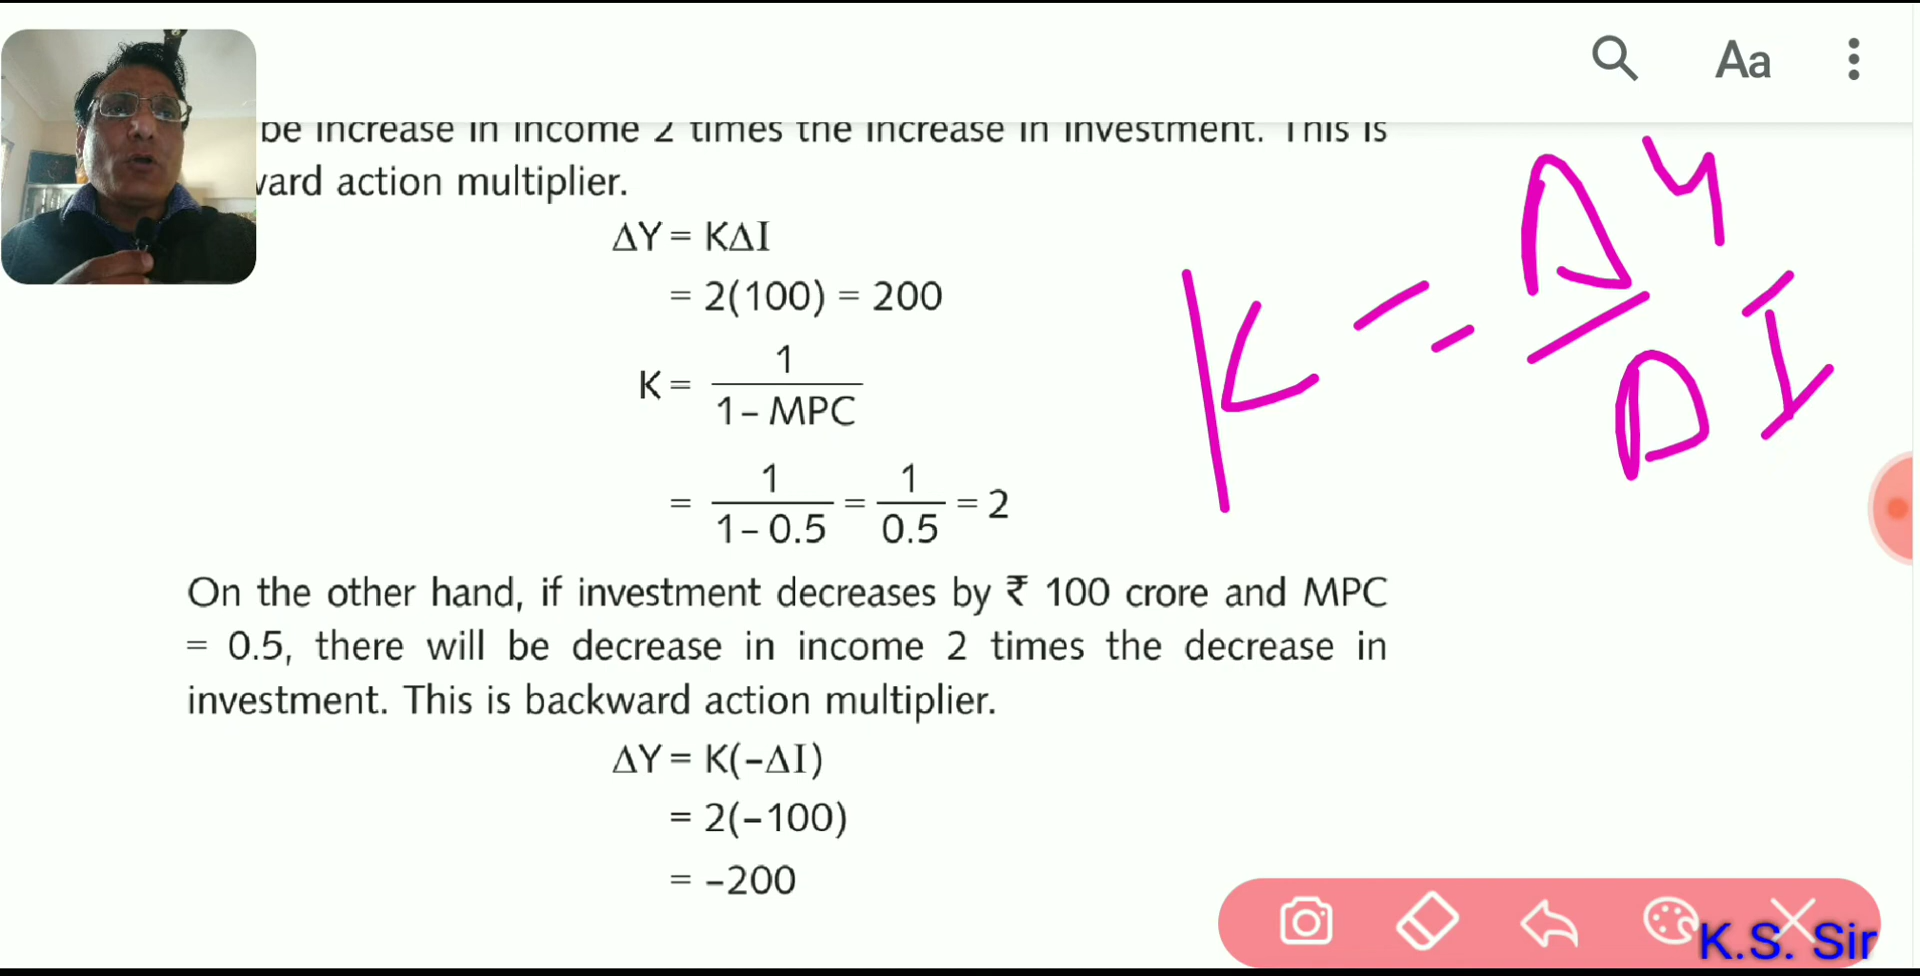 Aa
be increase in income 2 times the increase in investment. This is
ward action multiplier.
ΔY = KΔI
= 2(100) = 200
K = 1 / 1 – MPC
= 1 / 1 – 0.5 = 1 / 0.5 = 2
K = ΔY / ΔI
On the other hand, if investment decreases by ₹ 100 crore and MPC
= 0.5, there will be decrease in income 2 times the decrease in
investment. This is backward action multiplier.
ΔY = K(–ΔI)
= 2(–100)
= –200
K.S. Sir